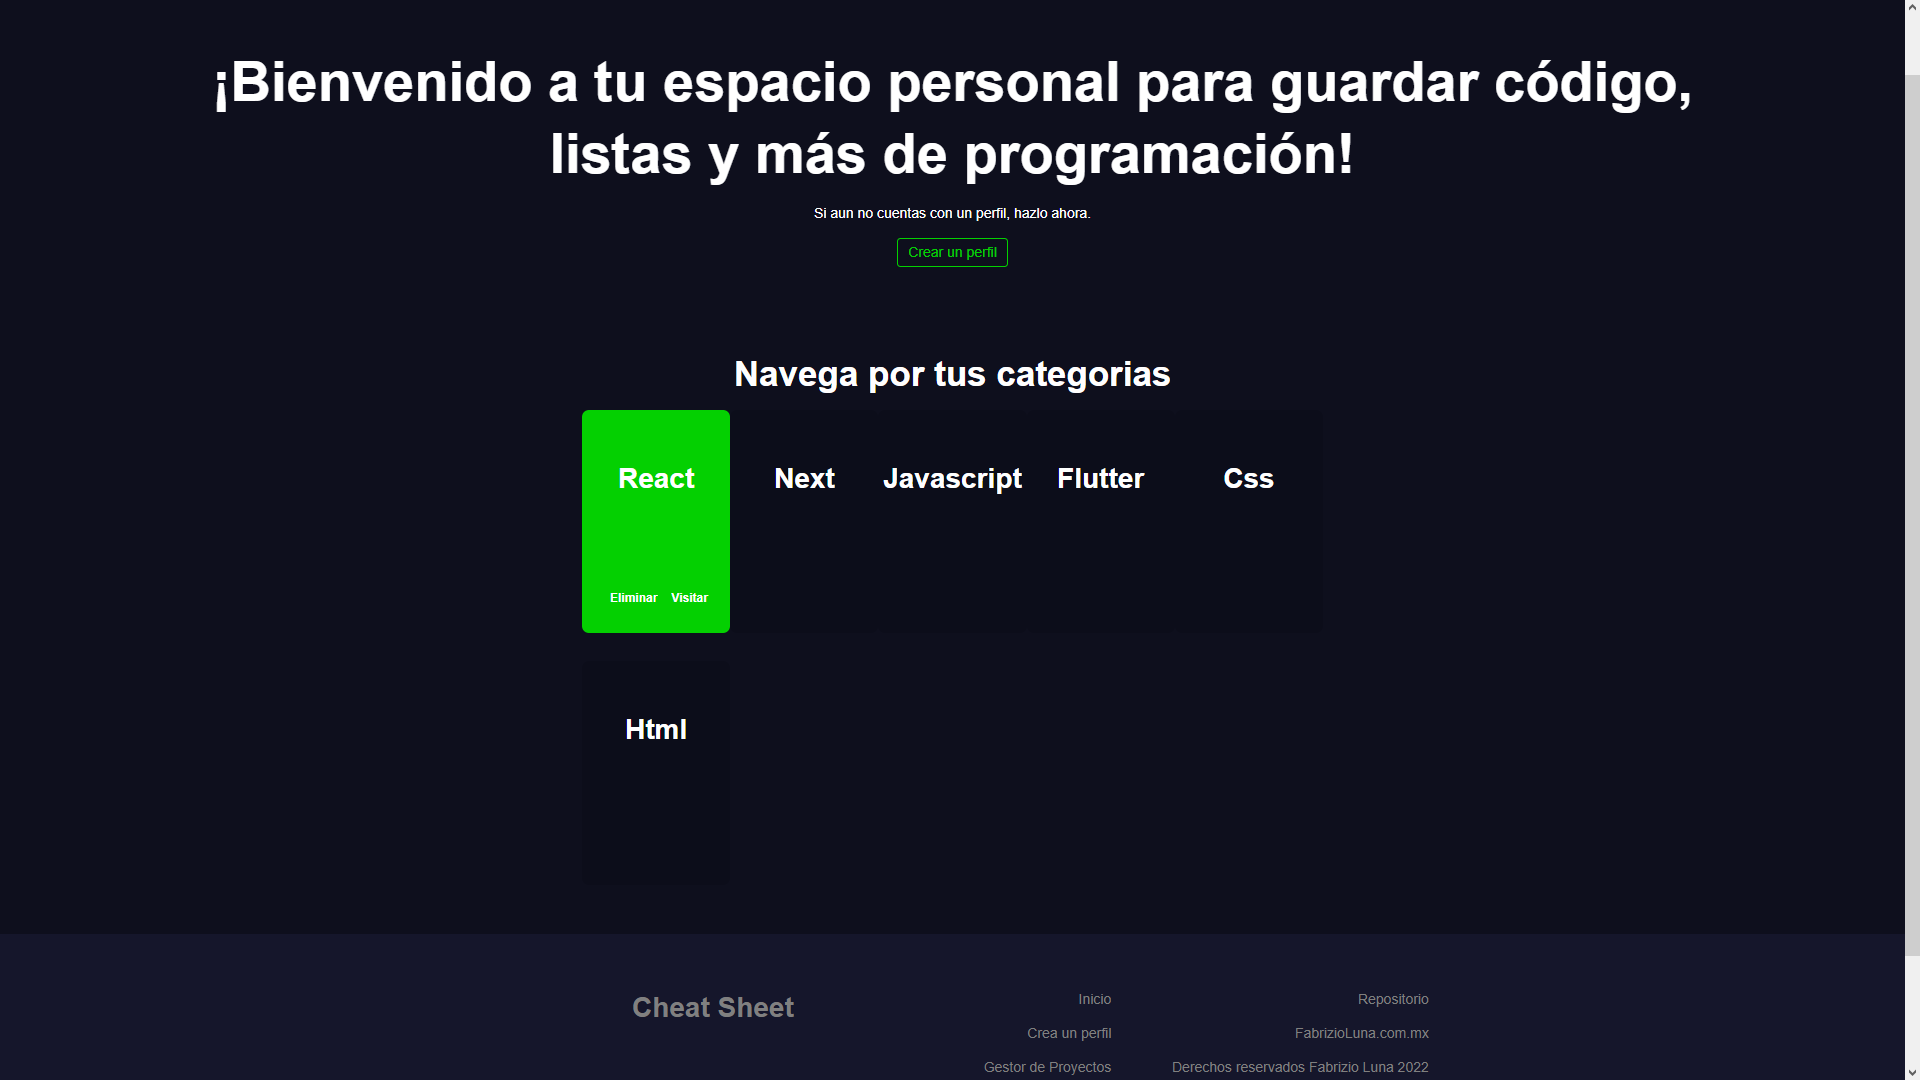 ¡Bienvenido a tu espacio personal para guardar código,
listas y más de programación!
Si aun no cuentas con un perfil, hazlo ahora.
Crear un perfil
Navega por tus categorias
React
Next
Javascript
Flutter
Css
Eliminar
Visitar
Html
Cheat Sheet
Inicio
Crea un perfil
Gestor de Proyectos
Repositorio
FabrizioLuna.com.mx
Derechos reservados Fabrizio Luna 2022